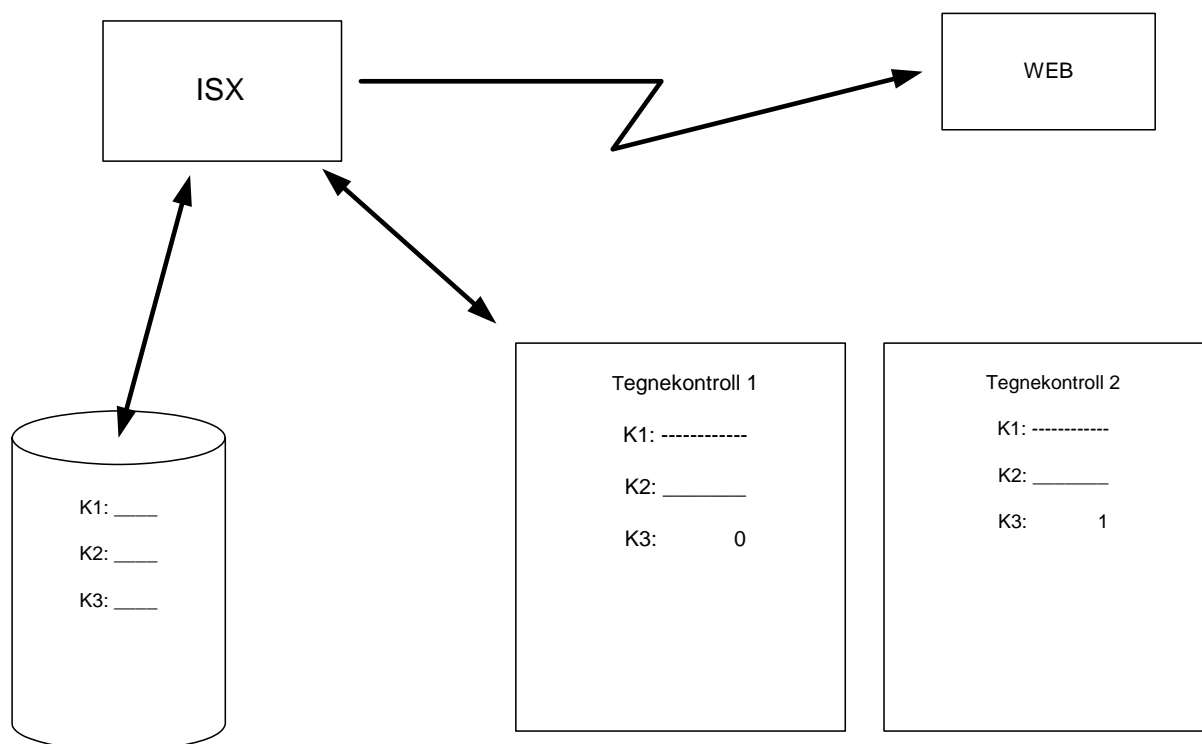 ISX
WEB
Tegnekontroll 1
K1: ------------
K2: _______
K3: 0
Tegnekontroll 2
K1: ------------
K2: _______
K3: 1
K1: ____
K2: ____
K3: ____